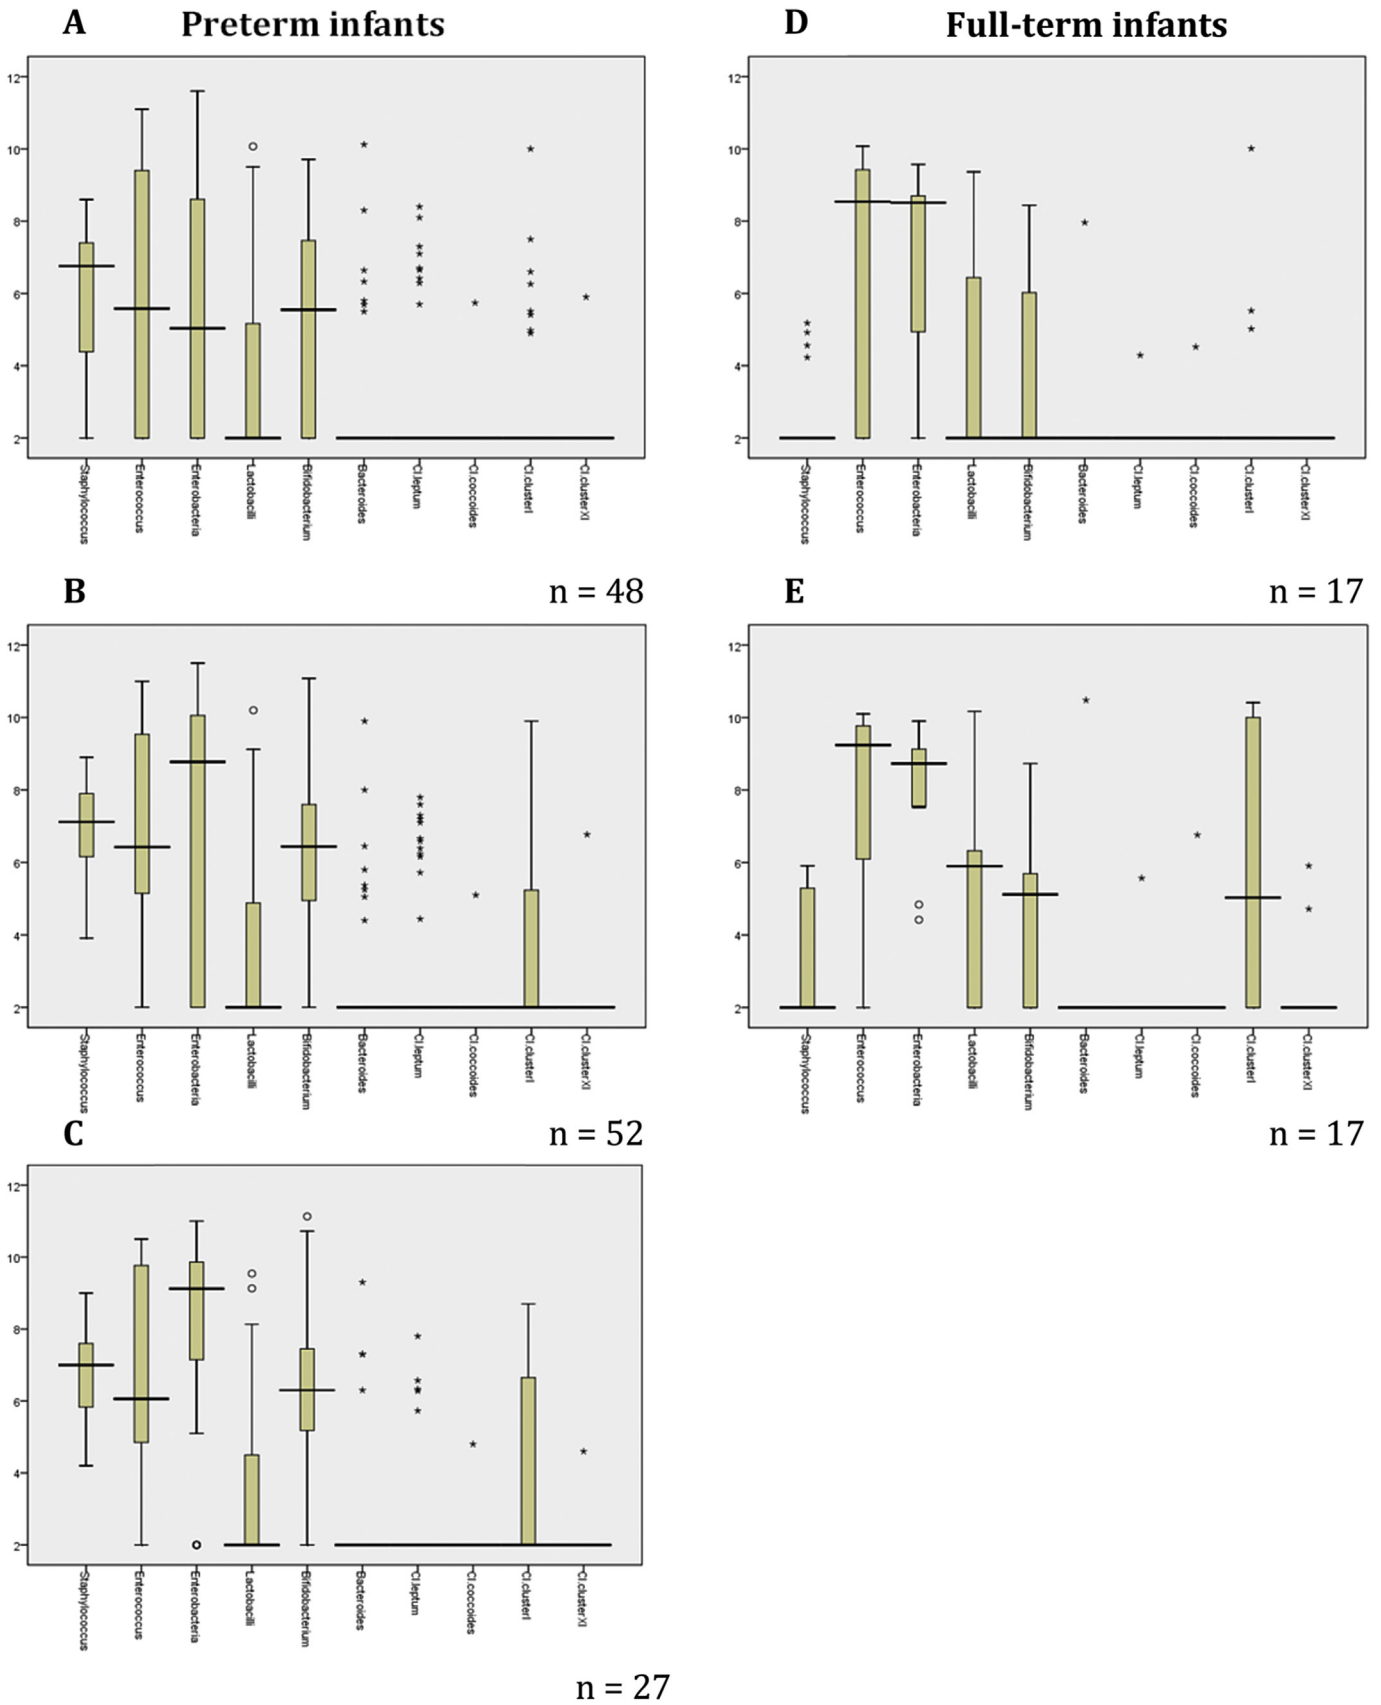 A Preterm infants
12
10
8
6
4
2
Staphylococcus
Enterococcus
Enterobacteria
Lactobacilli
Bifidobacterium
Bacteroides
Cl.leptum
Cl.coccoides
Cl.clusterI
Cl.clusterXI
n = 48
D Full-term infants
12
10
8
6
4
2
Staphylococcus
Enterococcus
Enterobacteria
Lactobacilli
Bifidobacterium
Bacteroides
Cl.leptum
Cl.coccoides
Cl.clusterI
Cl.clusterXI
n = 17
B
12
10
8
6
4
2
Staphylococcus
Enterococcus
Enterobacteria
Lactobacilli
Bifidobacterium
Bacteroides
Cl.leptum
Cl.coccoides
Cl.clusterI
Cl.clusterXI
n = 52
E
12
10
8
6
4
2
Staphylococcus
Enterococcus
Enterobacteria
Lactobacilli
Bifidobacterium
Bacteroides
Cl.leptum
Cl.coccoides
Cl.clusterI
Cl.clusterXI
n = 17
C
12
10
8
6
4
2
Staphylococcus
Enterococcus
Enterobacteria
Lactobacilli
Bifidobacterium
Bacteroides
Cl.leptum
Cl.coccoides
Cl.clusterI
Cl.clusterXI
n = 27